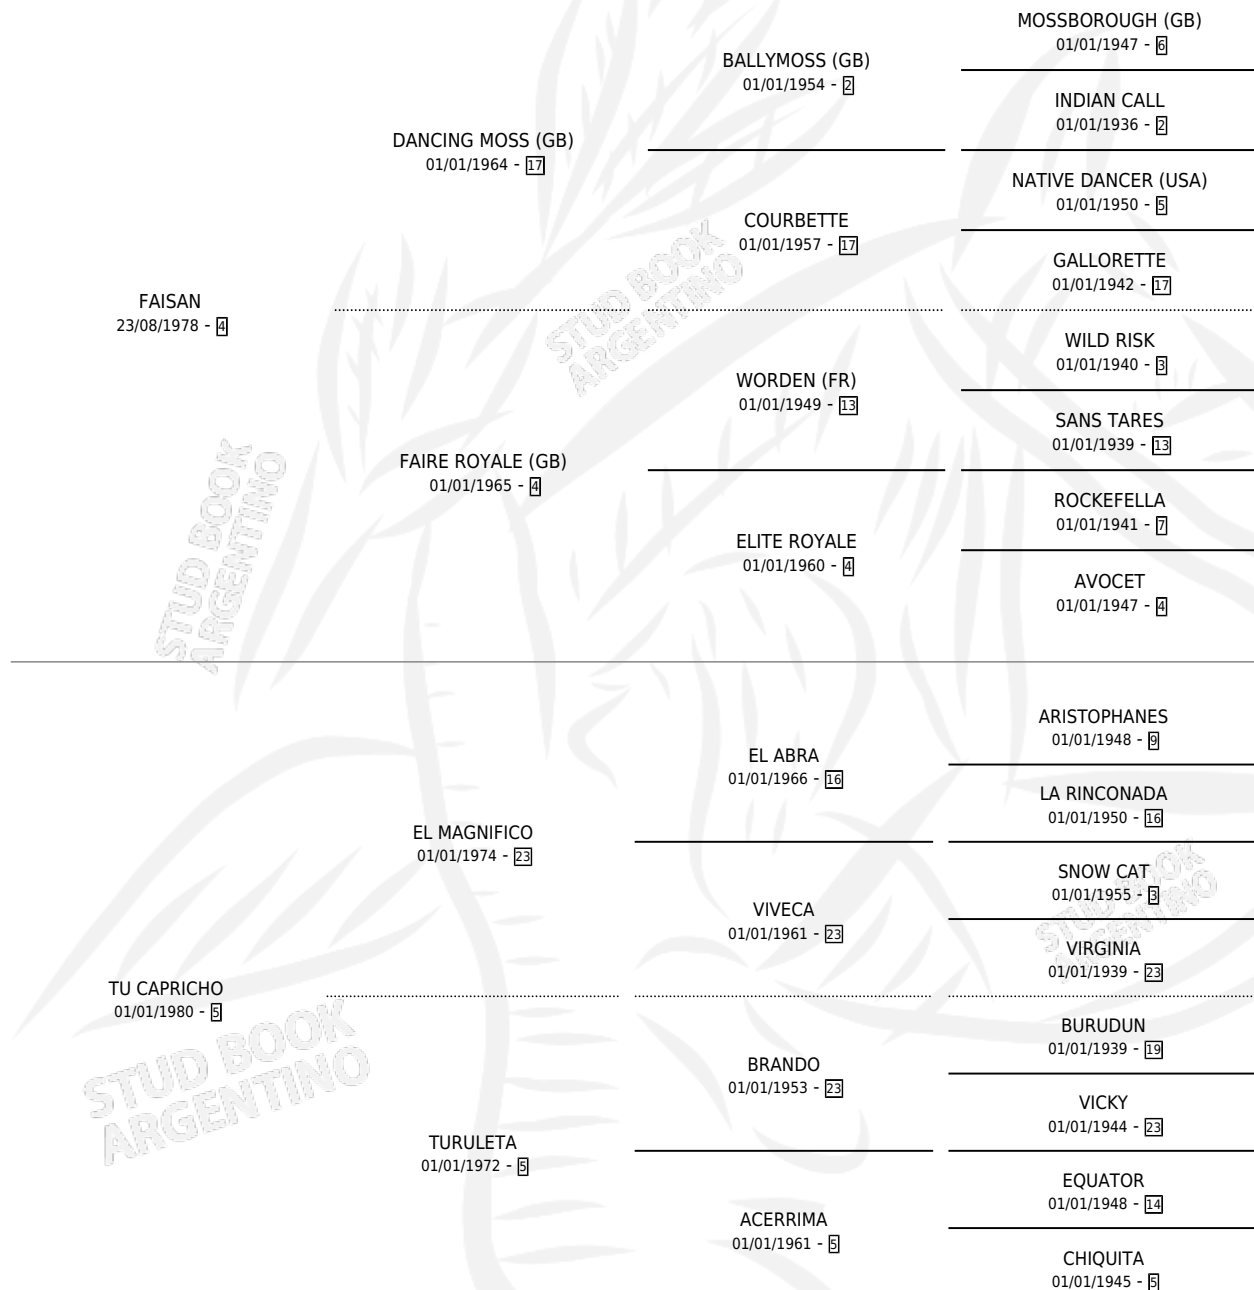 MOSSBOROUGH (GB)
01/01/1947 - 6
BALLYMOSS (GB)
01/01/1954 - 2
INDIAN CALL
01/01/1936 - 2
DANCING MOSS (GB)
01/01/1964 - 17
NATIVE DANCER (USA)
01/01/1950 - 5
COURBETTE
01/01/1957 - 17
GALLORETTE
01/01/1942 - 17
FAISAN
23/08/1978 - 4
WILD RISK
01/01/1940 - 3
WORDEN (FR)
01/01/1949 - 13
SANS TARES
01/01/1939 - 13
FAIRE ROYALE (GB)
01/01/1965 - 4
ROCKEFELLA
01/01/1941 - 7
ELITE ROYALE
01/01/1960 - 4
AVOCET
01/01/1947 - 4
ARISTOPHANES
01/01/1948 - 9
EL ABRA
01/01/1966 - 16
LA RINCONADA
01/01/1950 - 16
EL MAGNIFICO
01/01/1974 - 23
SNOW CAT
01/01/1955 - 3
VIVECA
01/01/1961 - 23
VIRGINIA
01/01/1939 - 23
TU CAPRICHO
01/01/1980 - 5
BURUDUN
01/01/1939 - 19
BRANDO
01/01/1953 - 23
VICKY
01/01/1944 - 23
TURULETA
01/01/1972 - 5
EQUATOR
01/01/1948 - 14
ACERRIMA
01/01/1961 - 5
CHIQUITA
01/01/1945 - 5
STUD BOOK
ARGENTINO
STUD BOOK
ARGENTINO
STUD BOOK
ARGENTINO
STUD BOOK
ARGENTINO